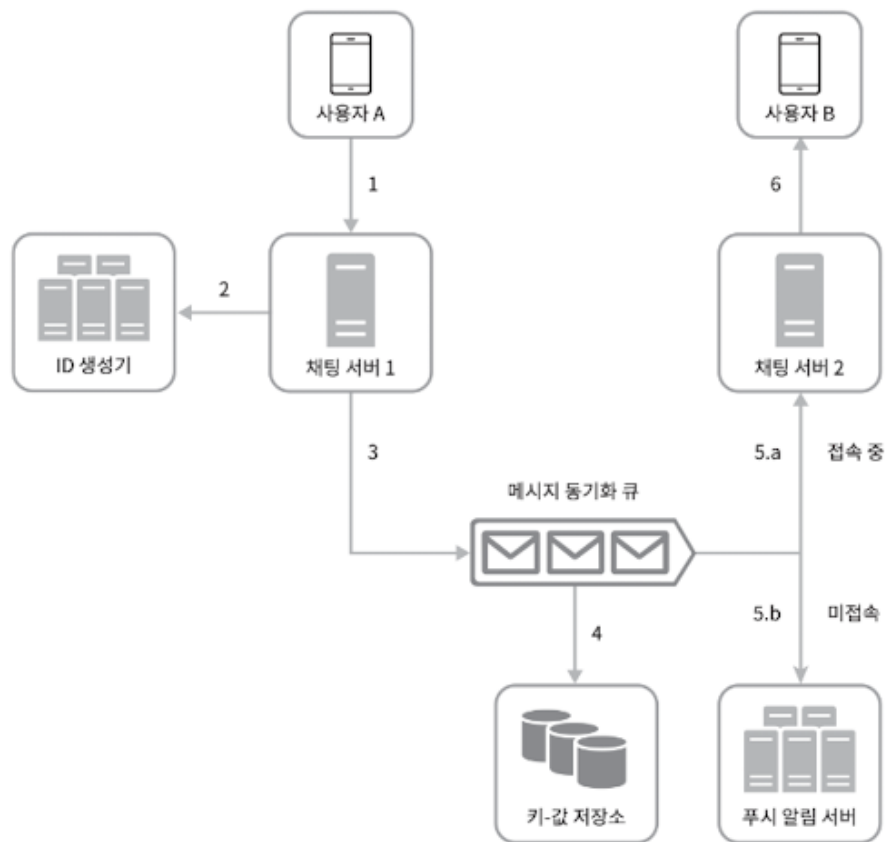 사용자 A
사용자 B
1
6
2
ID 생성기
채팅 서버 1
채팅 서버 2
3
5.a
접속 중
메시지 동기화 큐
4
5.b
미접속
키-값 저장소
푸시 알림 서버